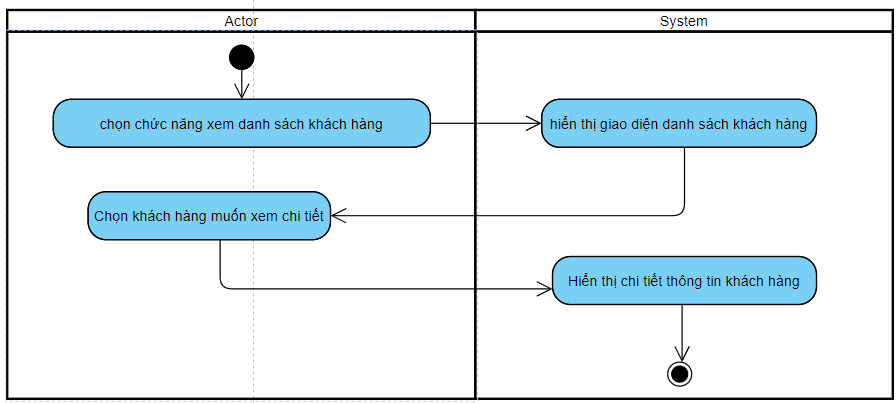 Actor
System
chọn chức năng xem danh sách khách hàng
hiển thị giao diện danh sách khách hàng
Chọn khách hàng muốn xem chi tiết
Hiển thị chi tiết thông tin khách hàng